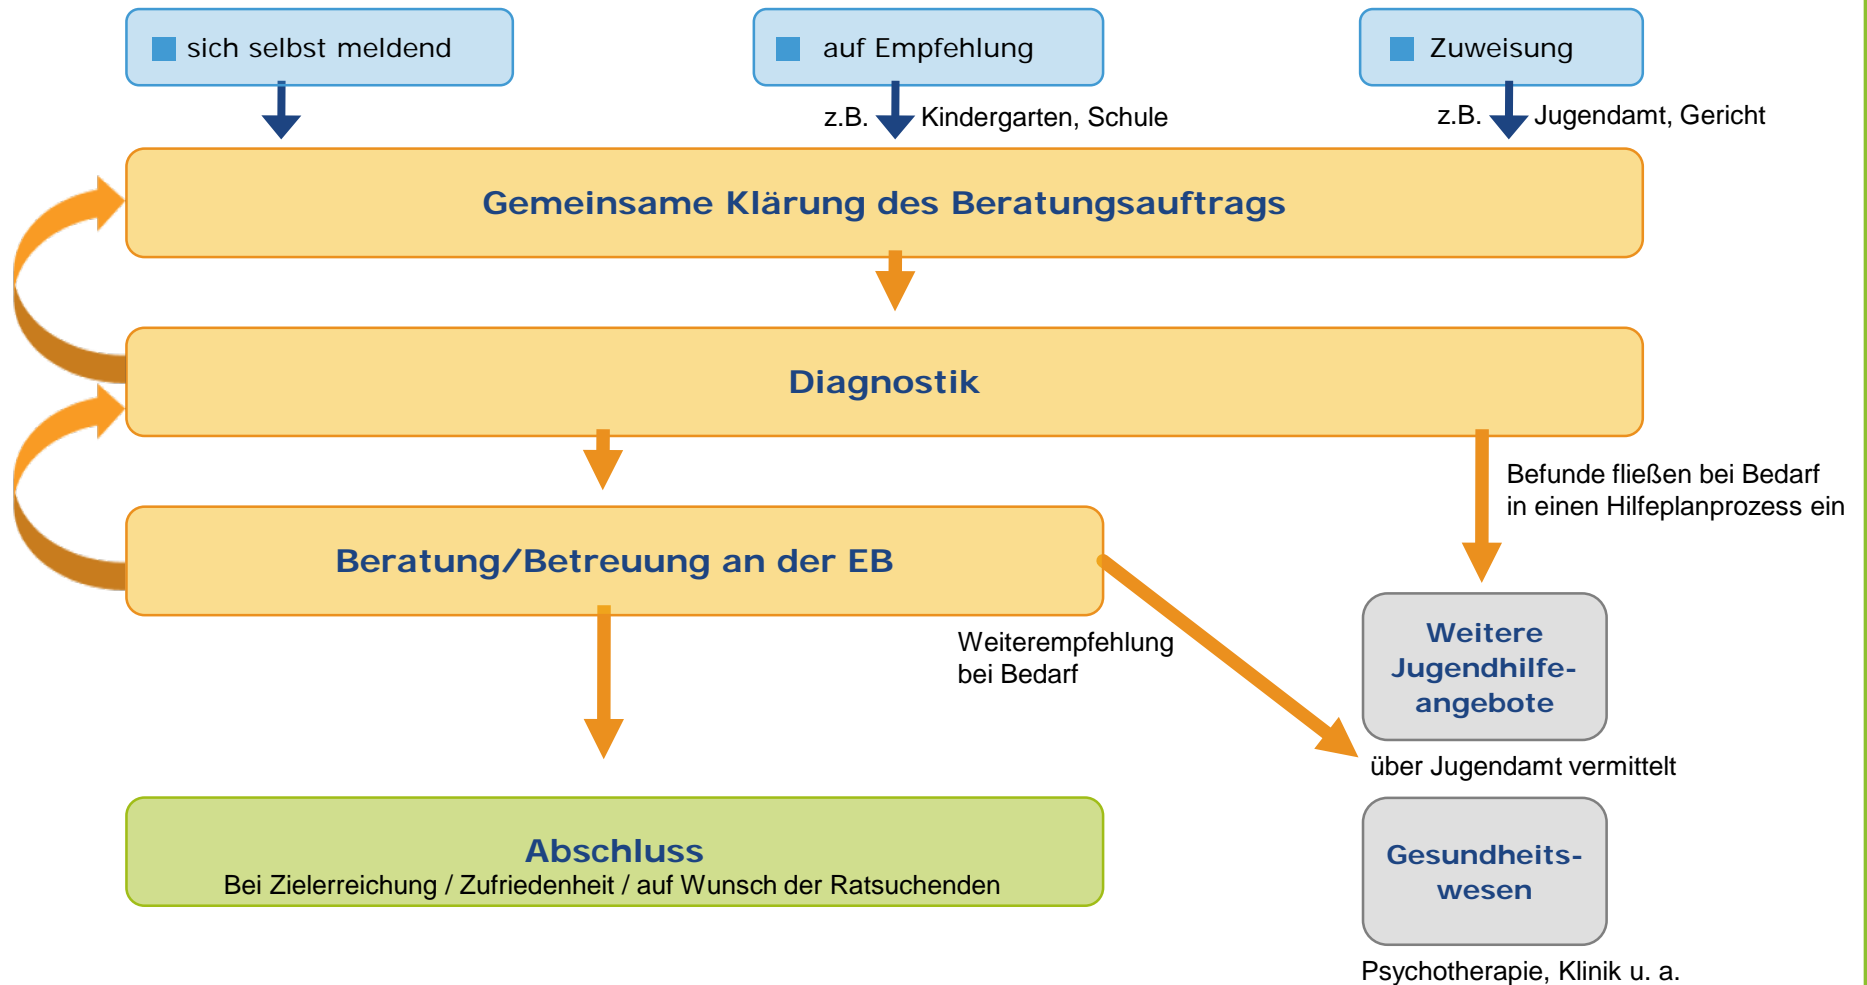 sich selbst meldend
auf Empfehlung
Zuweisung
z.B. Kindergarten, Schule
z.B. Jugendamt, Gericht
Gemeinsame Klärung des Beratungsauftrags
Diagnostik
Befunde fließen bei Bedarf
in einen Hilfeplanprozess ein
Beratung/Betreuung an der EB
Weiterempfehlung
bei Bedarf
Weitere
Jugendhilfe-
angebote
über Jugendamt vermittelt
Abschluss
Bei Zielerreichung / Zufriedenheit / auf Wunsch der Ratsuchenden
Gesundheits-
wesen
Psychotherapie, Klinik u. a.